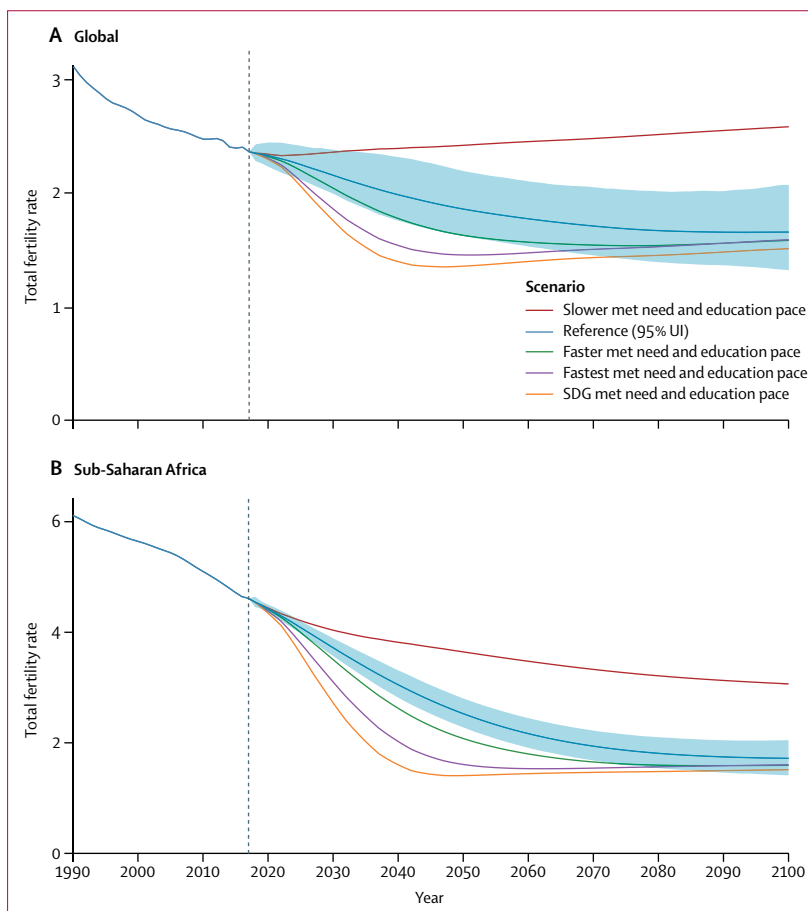 A Global
3
2
1
0
Total fertility rate
Scenario
Slower met need and education pace
Reference (95% UI)
Faster met need and education pace
Fastest met need and education pace
SDG met need and education pace
B Sub-Saharan Africa
6
4
2
0
Total fertility rate
1990 2000 2010 2020 2030 2040 2050 2060 2070 2080 2090 2100
Year